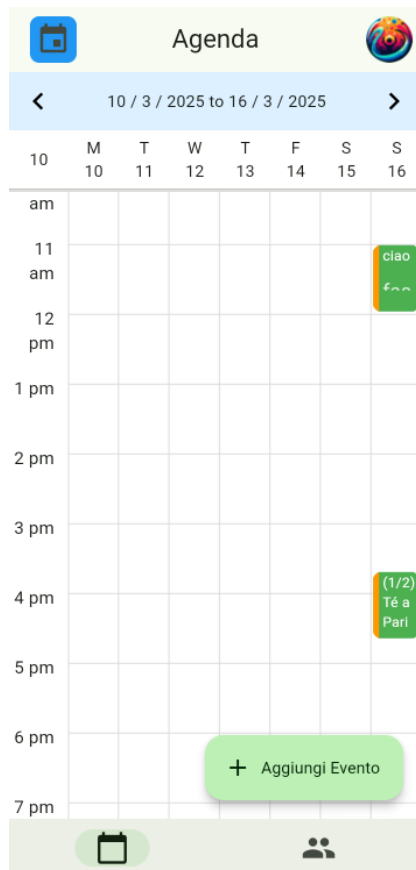 Agenda
10 / 3 / 2025 to 16 / 3 / 2025
10 M T W T F S S
10 11 12 13 14 15 16
am
11
am
ciao
12
pm
1 pm
2 pm
3 pm
(1/2)
4 pm Té a
Pari
5 pm
6 pm
+ Aggiungi Evento
7 pm